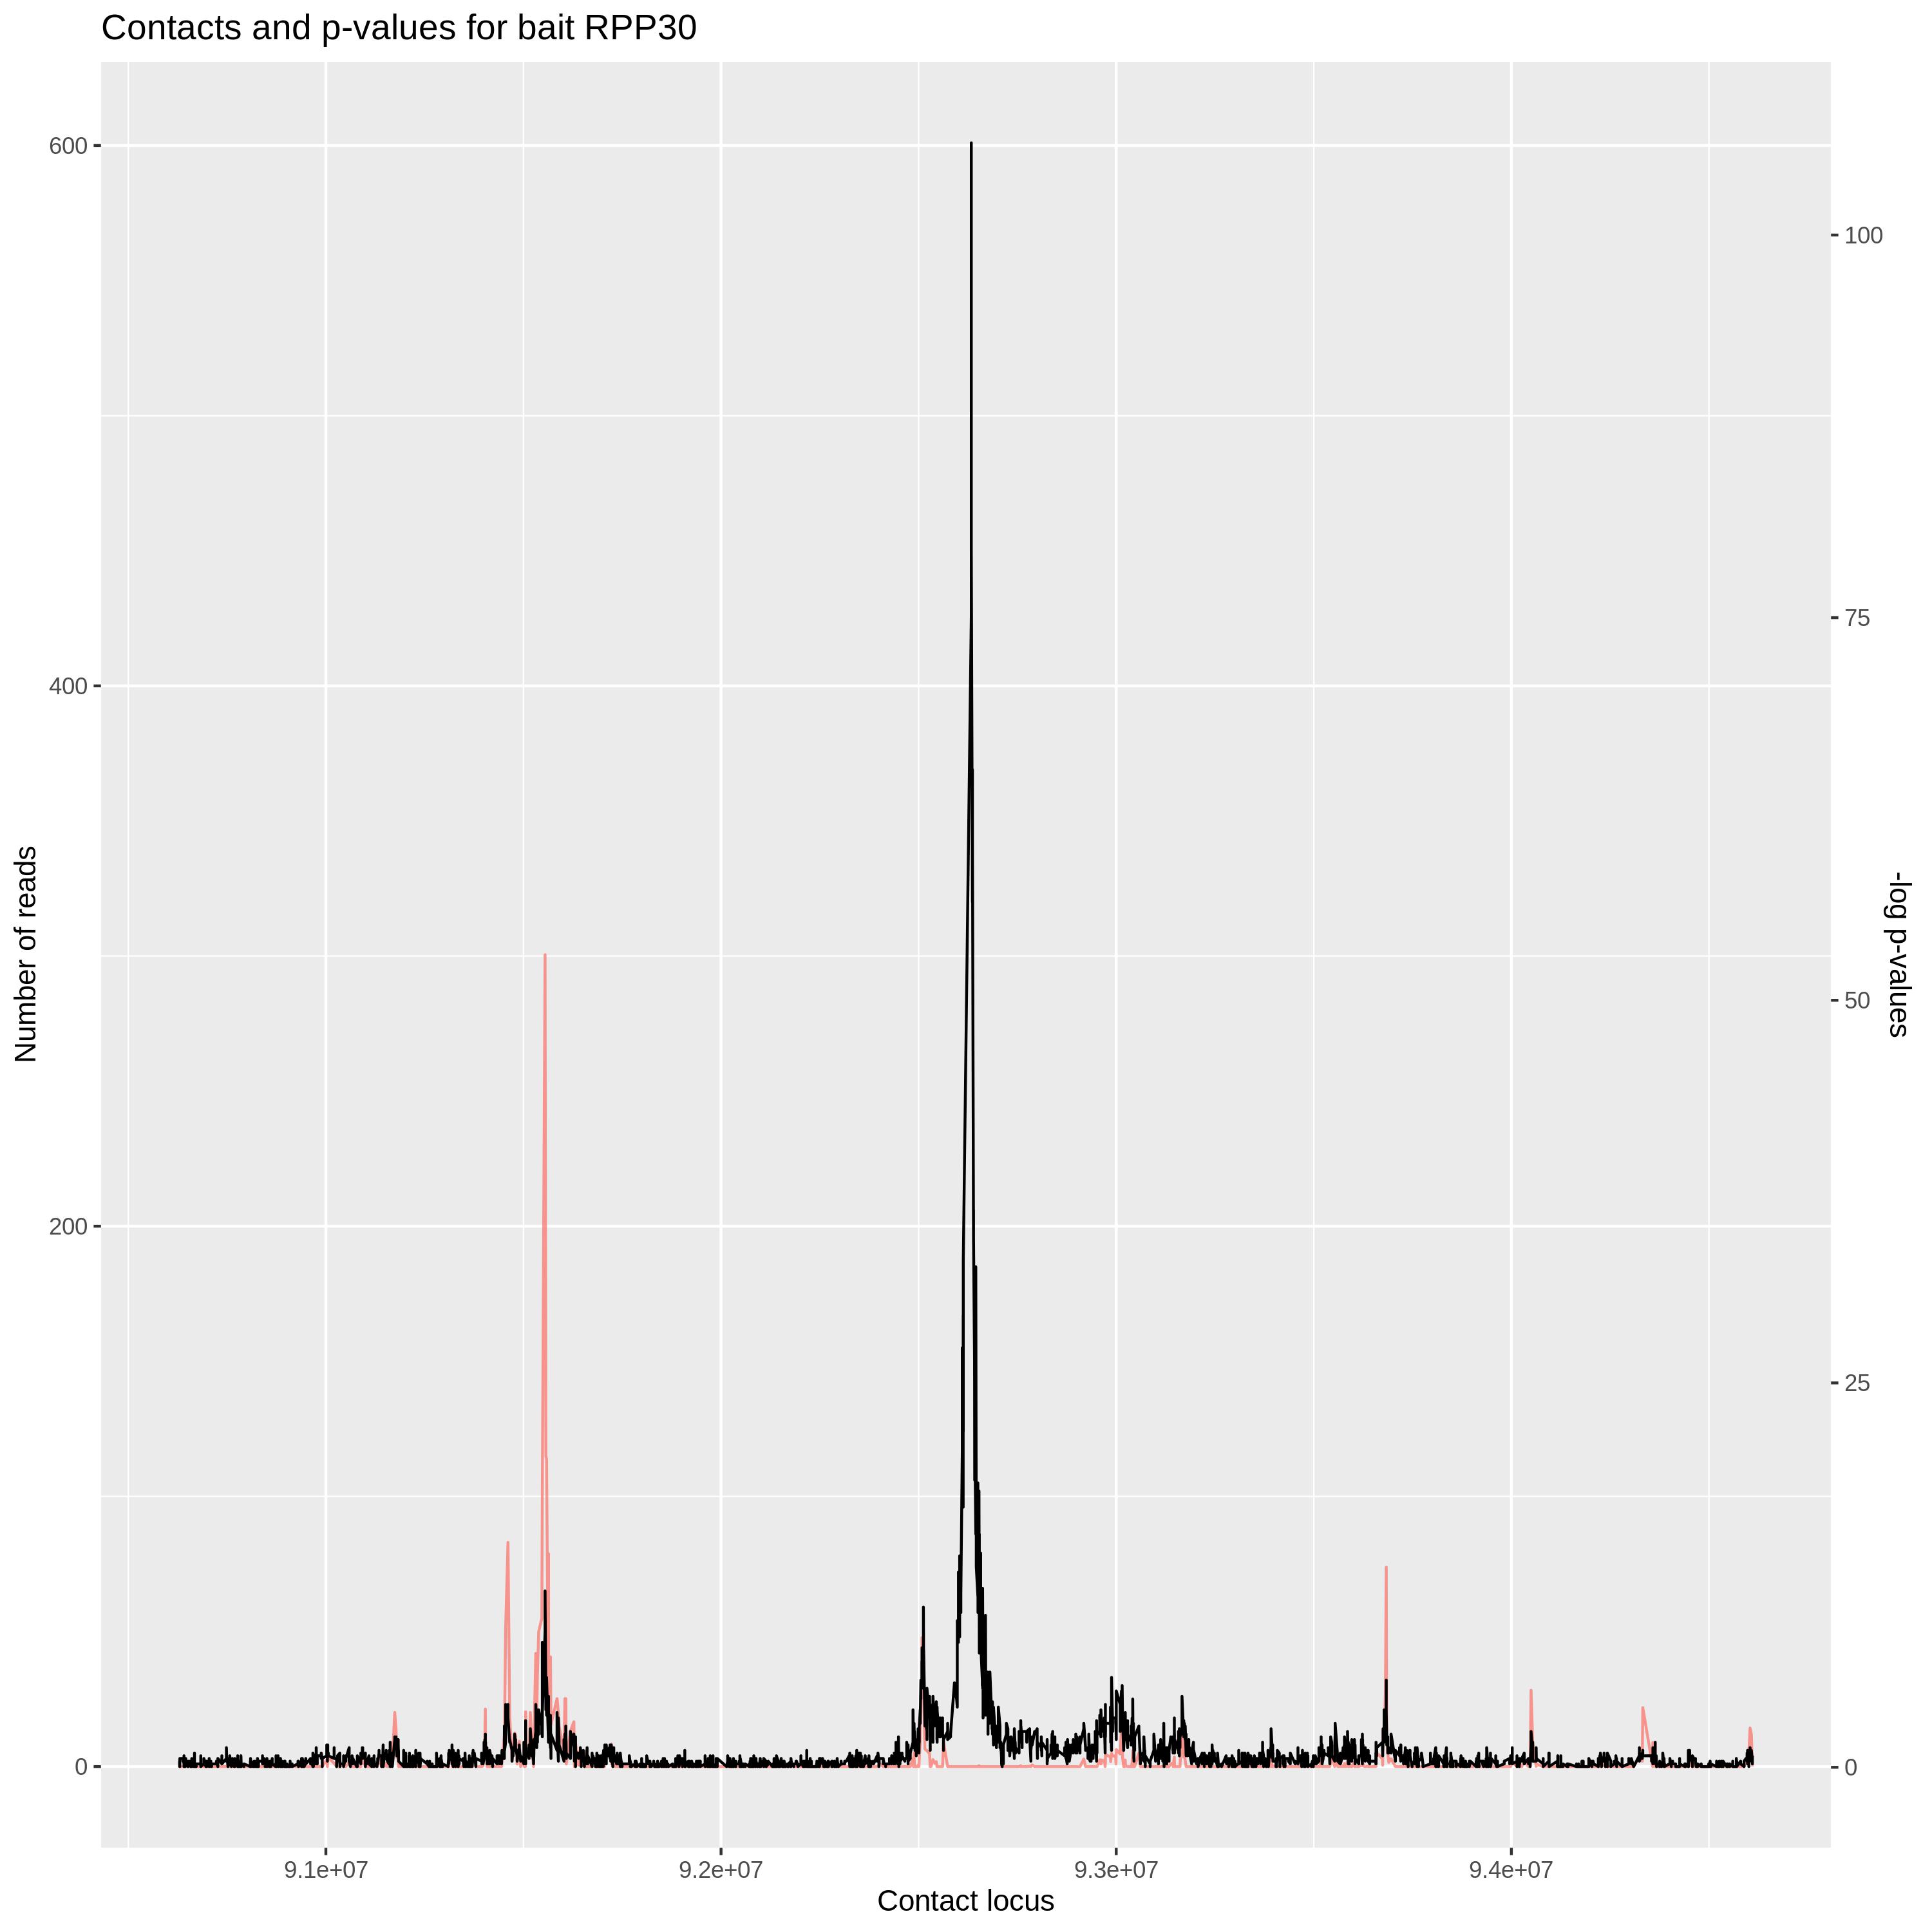 Contacts and p-values for bait RPP30
600
400
200
0
Number of reads
100
75
50
25
0
-log p-values
9.1e+07
9.2e+07
9.3e+07
9.4e+07
Contact locus